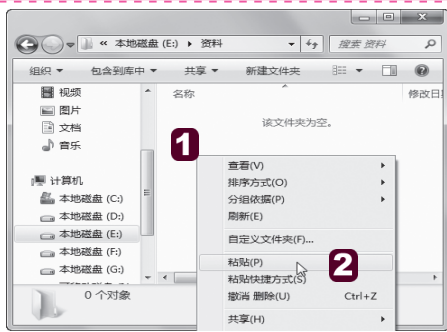 « 本地磁盘 (E:) ▸ 资料
搜索 资料
组织 ▼ 包含到库中 ▼ 共享 ▼ 新建文件夹
视频
图片
文档
音乐
计算机
本地磁盘 (C:)
本地磁盘 (D:)
本地磁盘 (E:)
本地磁盘 (F:)
本地磁盘 (G:)
名称 修改日
该文件夹为空。
1
查看(V)
排序方式(O)
分组依据(P)
刷新(E)
自定义文件夹(F)...
粘贴(P)
2
粘贴快捷方式(S)
撤消 删除(U) Ctrl+Z
共享(H)
0 个对象